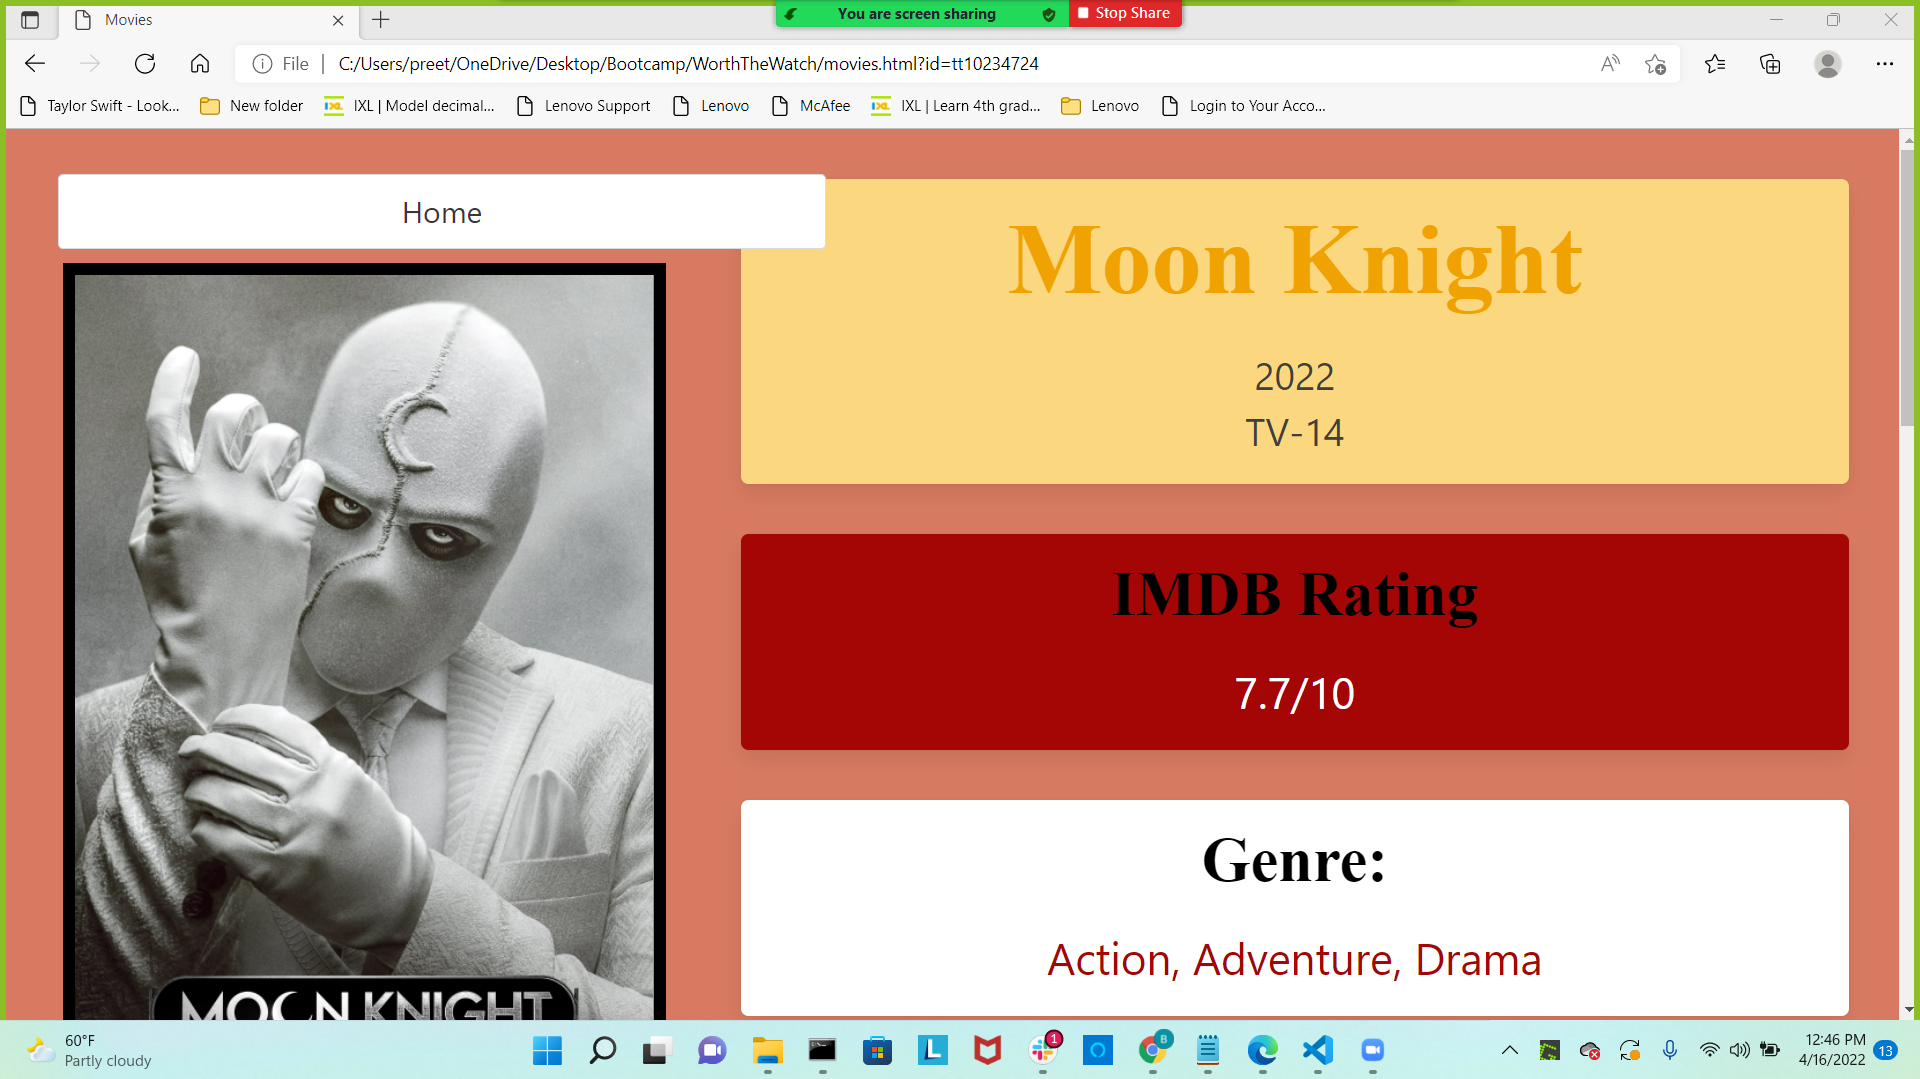 Movies
You are screen sharing
Stop Share
File
C:/Users/preet/OneDrive/Desktop/Bootcamp/WorthTheWatch/movies.html?id=tt10234724
Taylor Swift - Look...
New folder
IXL | Model decimal...
Lenovo Support
Lenovo
McAfee
IXL | Learn 4th grad...
Lenovo
Login to Your Acco...
Home
Moon Knight
2022
TV-14
IMDB Rating
7.7/10
Genre:
Action, Adventure, Drama
MOON KNIGHT
60°F
Partly cloudy
L
1
B
12:46 PM
4/16/2022
13